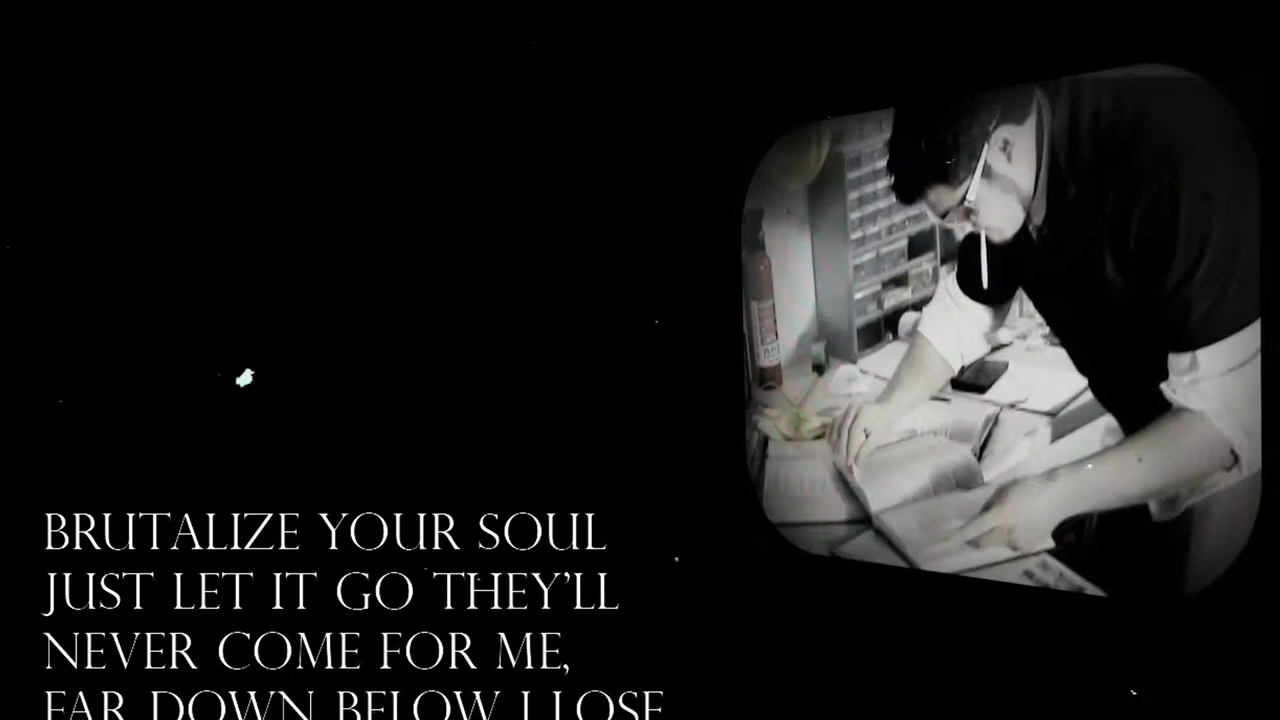 BRUTALIZE YOUR SOUL
JUST LET IT GO THEY'LL
NEVER COME FOR ME,
FAR DOWN BELOW I LOSE